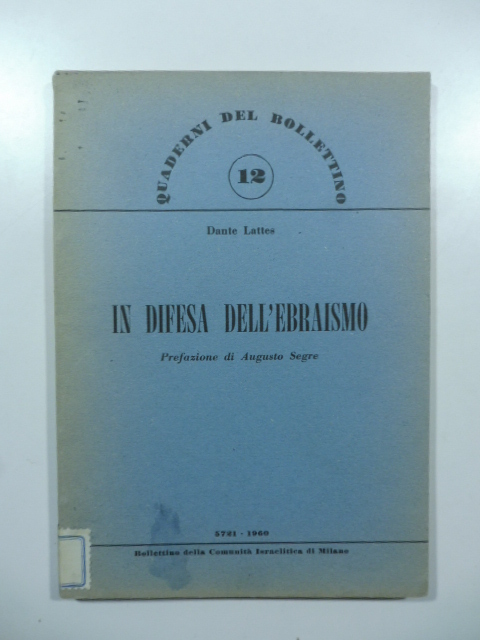 QUADERNI DEL BOLLETTINO
12
Dante Lattes
IN DIFESA DELL'EBRAISMO
Prefazione di Augusto Segre
5721 - 1960
Bollettino della Comunità Israelitica di Milano